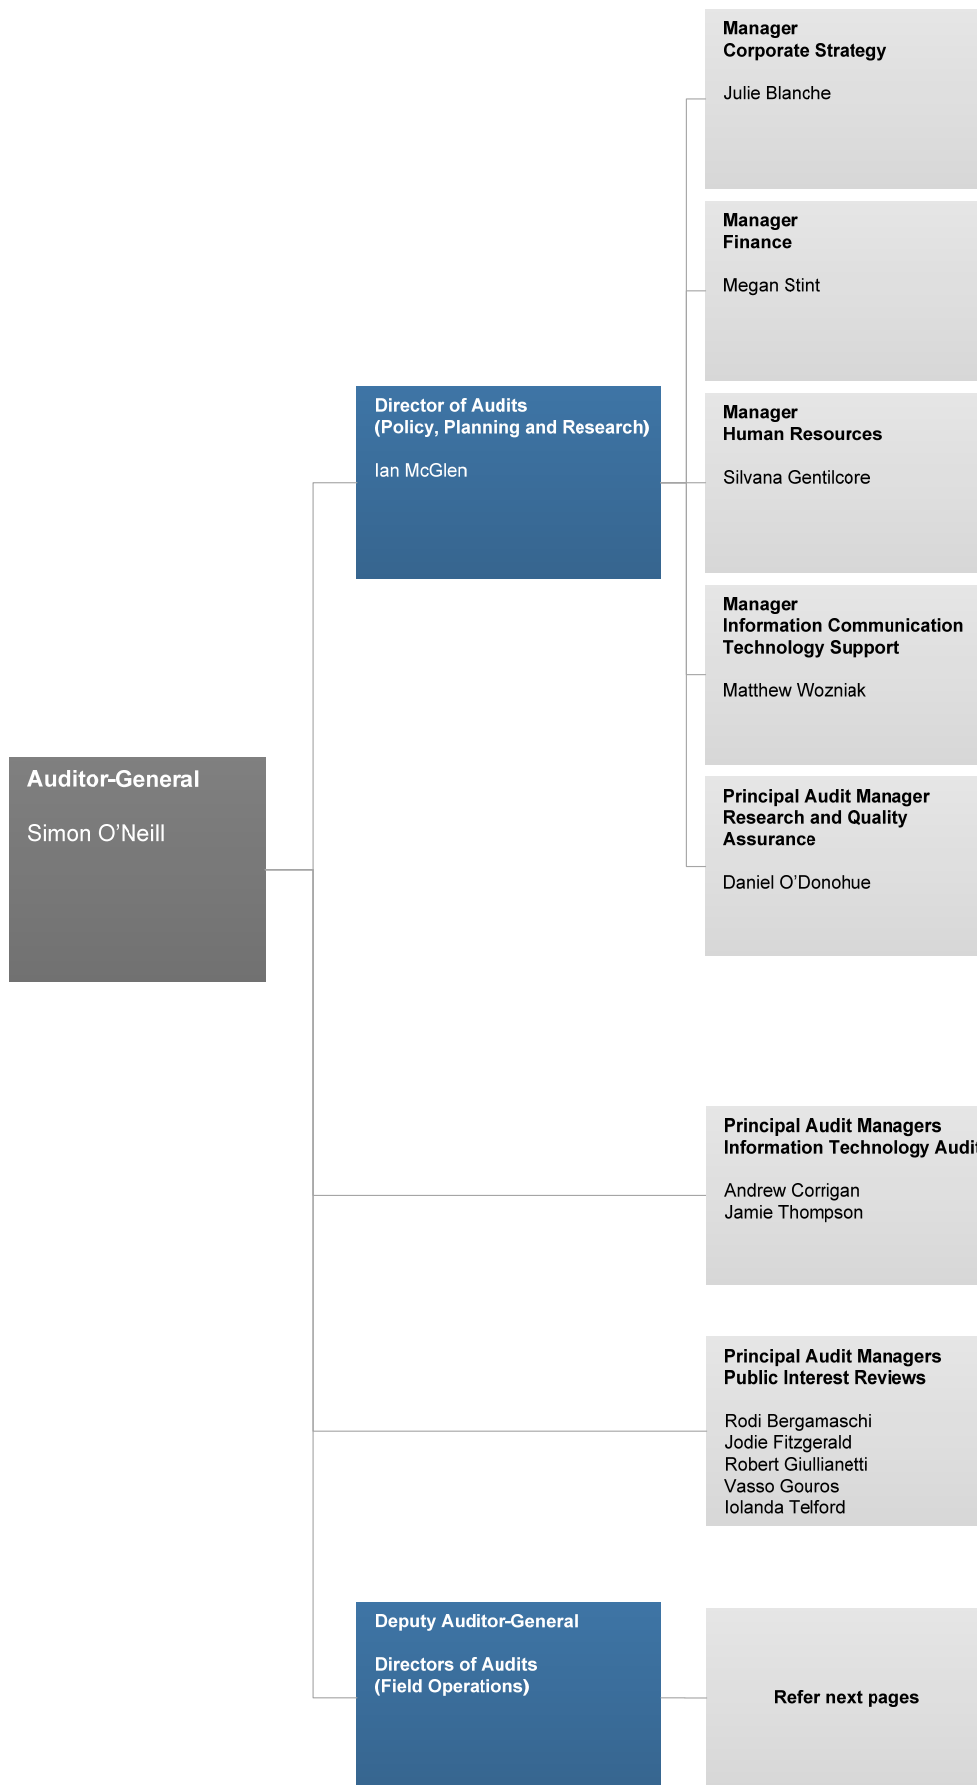 Manager
Corporate Strategy
Julie Blanche
Manager
Finance
Megan Stint
Director of Audits
(Policy, Planning and Research)
Ian McGlen
Manager
Human Resources
Silvana Gentilcore
Manager
Information Communication
Technology Support
Matthew Wozniak
Auditor-General
Simon O’Neill
Principal Audit Manager
Research and Quality
Assurance
Daniel O’Donohue
Principal Audit Managers
Information Technology Audit
Andrew Corrigan
Jamie Thompson
Principal Audit Managers
Public Interest Reviews
Rodi Bergamaschi
Jodie Fitzgerald
Robert Giullianetti
Vasso Gouros
Iolanda Telford
Deputy Auditor-General
Directors of Audits
(Field Operations)
Refer next pages